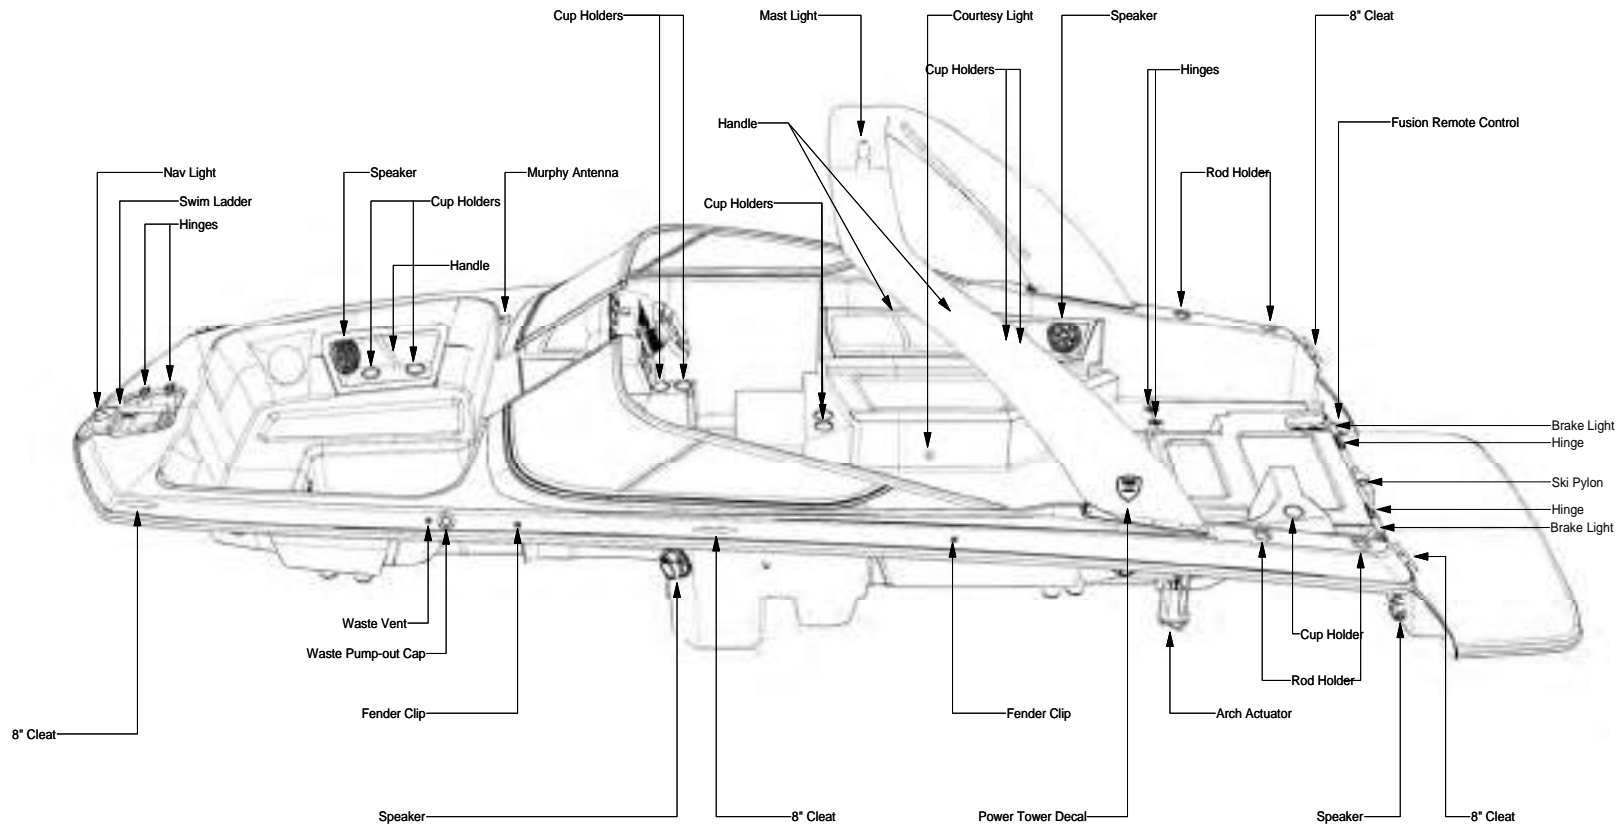 Cup Holders
Mast Light
Courtesy Light
Speaker
8" Cleat
Cup Holders
Hinges
Handle
Fusion Remote Control
Nav Light
Speaker
Murphy Antenna
Rod Holder
Swim Ladder
Cup Holders
Cup Holders
Hinges
Handle
Brake Light
Hinge
Ski Pylon
Hinge
Brake Light
Waste Vent
Cup Holder
Waste Pump-out Cap
Rod Holder
Fender Clip
Fender Clip
Arch Actuator
8" Cleat
Speaker
8" Cleat
Power Tower Decal
Speaker
8" Cleat